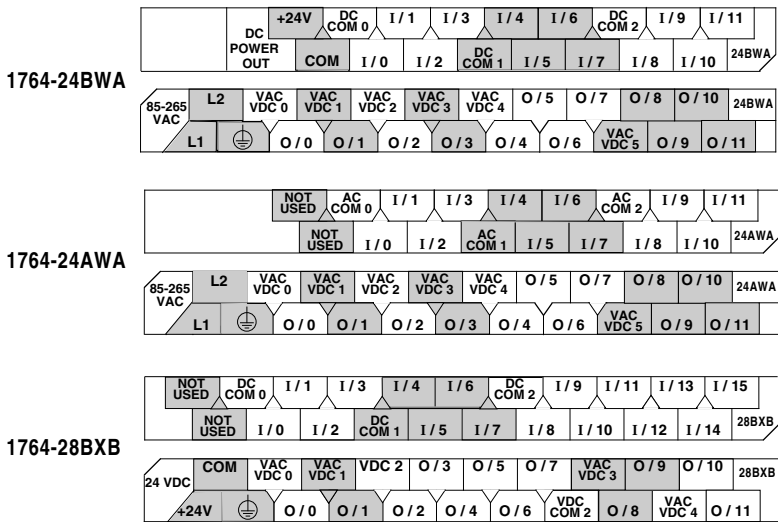 1764-24BWA
DC POWER OUT
+24V DC COM 0 I / 1 I / 3 I / 4 I / 6 DC COM 2 I / 9 I / 11
COM I / 0 I / 2 DC COM 1 I / 5 I / 7 I / 8 I / 10 24BWA
85-265 VAC
L2 VAC VDC 0 VAC VDC 1 VAC VDC 2 VAC VDC 3 VAC VDC 4 O / 5 O / 7 O / 8 O / 10 24BWA
L1 O / 0 O / 1 O / 2 O / 3 O / 4 O / 6 VAC VDC 5 O / 9 O / 11
1764-24AWA
NOT USED AC COM 0 I / 1 I / 3 I / 4 I / 6 AC COM 2 I / 9 I / 11
NOT USED I / 0 I / 2 AC COM 1 I / 5 I / 7 I / 8 I / 10 24AWA
85-265 VAC
L2 VAC VDC 0 VAC VDC 1 VAC VDC 2 VAC VDC 3 VAC VDC 4 O / 5 O / 7 O / 8 O / 10 24AWA
L1 O / 0 O / 1 O / 2 O / 3 O / 4 O / 6 VAC VDC 5 O / 9 O / 11
1764-28BXB
NOT USED DC COM 0 I / 1 I / 3 I / 4 I / 6 DC COM 2 I / 9 I / 11 I / 13 I / 15
NOT USED I / 0 I / 2 DC COM 1 I / 5 I / 7 I / 8 I / 10 I / 12 I / 14 28BXB
24 VDC
COM VAC VDC 0 VAC VDC 1 VDC 2 O / 3 O / 5 O / 7 VAC VDC 3 O / 9 O / 10 28BXB
+24V O / 0 O / 1 O / 2 O / 4 O / 6 VDC COM 2 O / 8 VAC VDC 4 O / 11